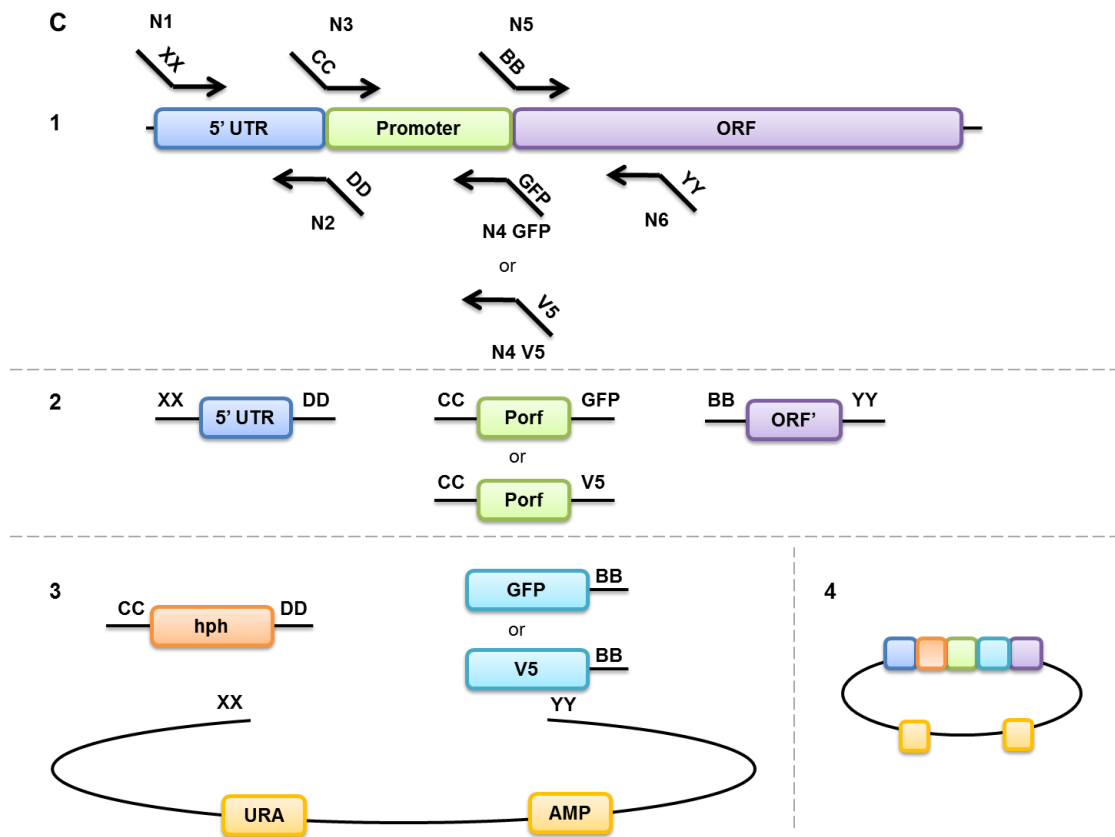 C
N1
N3
N5
XX
CC
BB
1
5' UTR
Promoter
ORF
DD
GFP
YY
N2
N4 GFP
N6
or
V5
N4 V5
2
XX
5' UTR
DD
CC
Porf
GFP
BB
ORF'
YY
or
CC
Porf
V5
3
CC
hph
DD
GFP
BB
or
V5
BB
XX
YY
URA
AMP
4